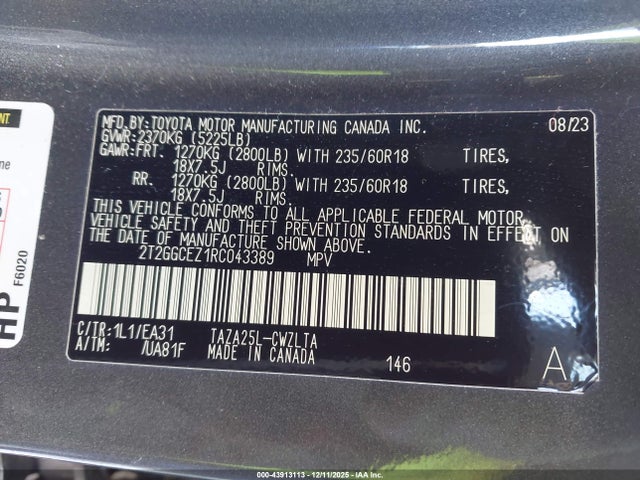 MFD.BY:TOYOTA MOTOR MANUFACTURING CANADA INC. 08/23
GVWR:2370KG (5225LB)
GAWR:FRT. 1270KG (2800LB) WITH 235/60R18 TIRES,
18X7.5J RIMS.
RR. 1270KG (2800LB) WITH 235/60R18 TIRES,
18X7.5J RIMS.
THIS VEHICLE CONFORMS TO ALL APPLICABLE FEDERAL MOTOR
VEHICLE SAFETY AND THEFT PREVENTION STANDARDS IN EFFECT ON
THE DATE OF MANUFACTURE SHOWN ABOVE.
2T2GGCEZ1RC043389 MPV
C/TR:1L1/EA31 TAZA25L-CWZLTA
A/TM: /UA81F MADE IN CANADA 146 A
HP
F6020
000-43913113 - 12/11/2025 - IAAI.com